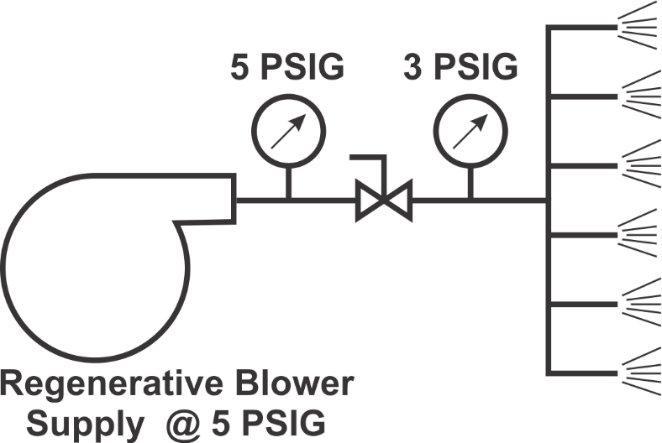 5 PSIG
3 PSIG
Regenerative Blower
Supply @ 5 PSIG